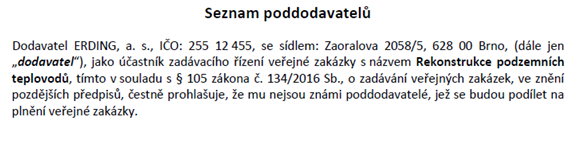 Seznam poddodavatelů
Dodavatel ERDING, a. s., IČO: 255 12 455, se sídlem: Zaoralova 2058/5, 628 00 Brno, (dále jen
„dodavatel“), jako účastník zadávacího řízení veřejné zakázky s názvem Rekonstrukce podzemních
teplovodů, tímto v souladu s § 105 zákona č. 134/2016 Sb., o zadávání veřejných zakázek, ve znění
pozdějších předpisů, čestně prohlašuje, že mu nejsou známi poddodavatelé, jež se budou podílet na
plnění veřejné zakázky.